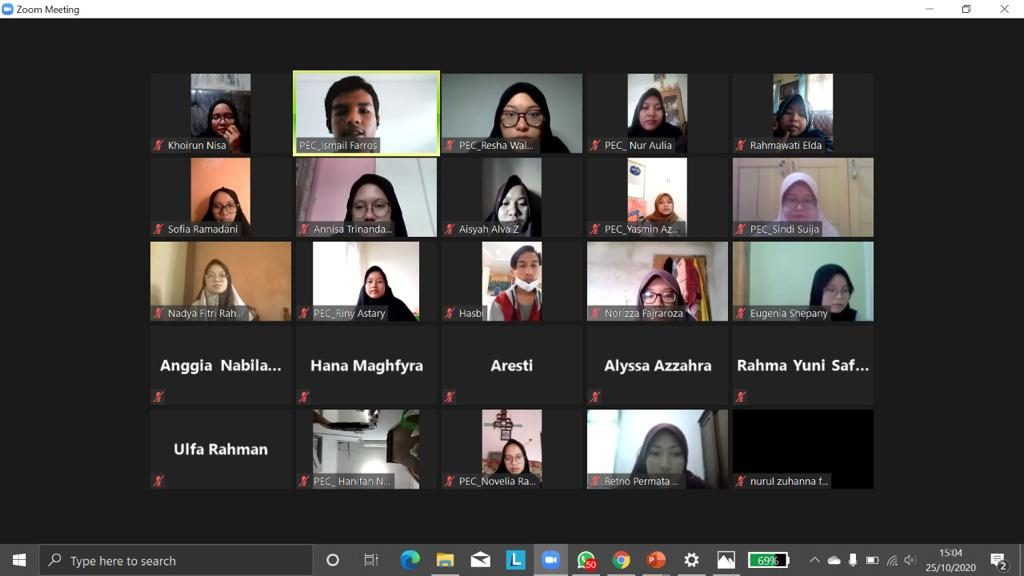 Zoom Meeting
Khoirun Nisa
PEC_Ismail Farros
PEC_Resha Wal...
PEC_ Nur Aulia
Rahmawati Elda
Sofia Ramadani
Annisa Trinanda...
Aisyah Alva Z
PEC_Yasmin Az...
PEC_Sindi Suija
Nadya Fitri Rah...
PEC_Riny Astary
Hasbi
Norizza Fajraroza
Eugenia Shepany
Anggia Nabila...
Hana Maghfyra
Aresti
Alyssa Azzahra
Rahma Yuni Saf...
Ulfa Rahman
PEC_ Hanifah N...
PEC_Novelia Ra...
Retno Permata ...
nurul zuhanna f...
Type here to search
L
50
69%
15:04
25/10/2020
2